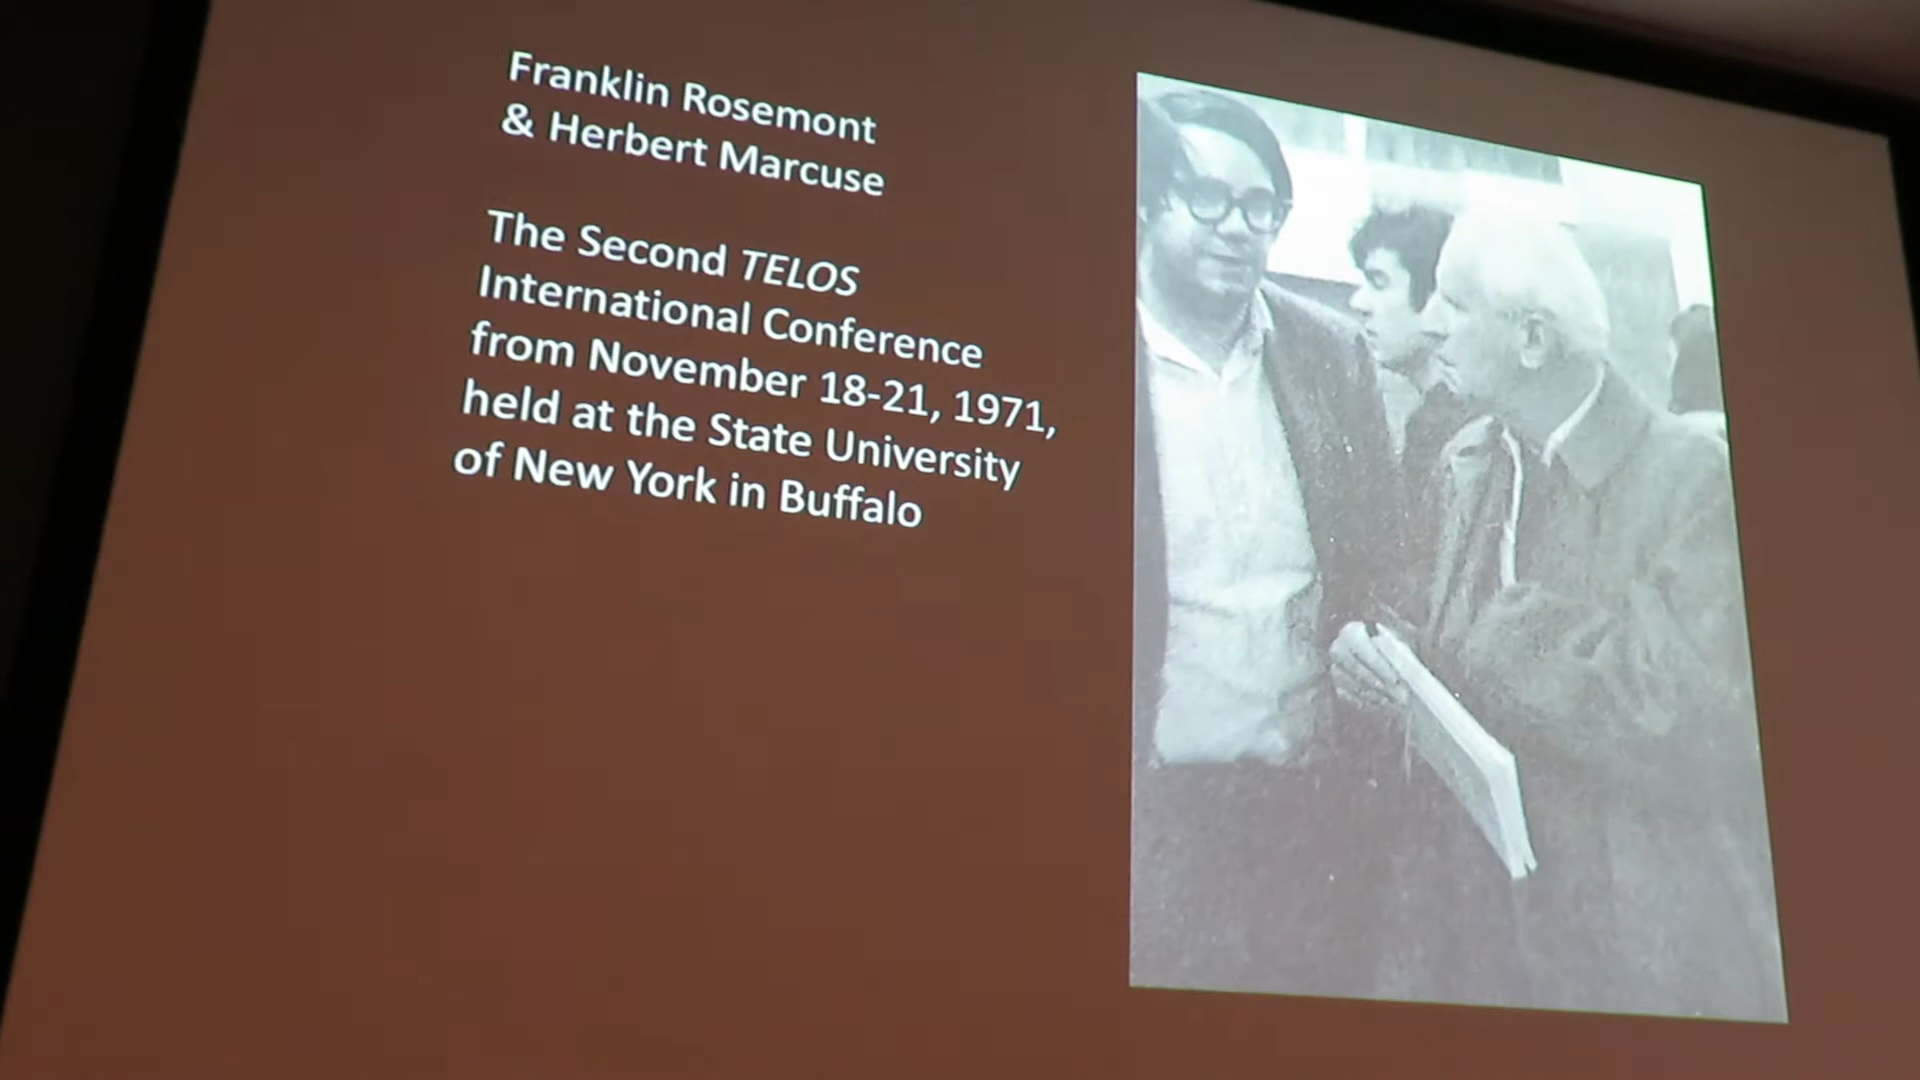 Franklin Rosemont
& Herbert Marcuse
The Second TELOS
International Conference
from November 18-21, 1971,
held at the State University
of New York in Buffalo